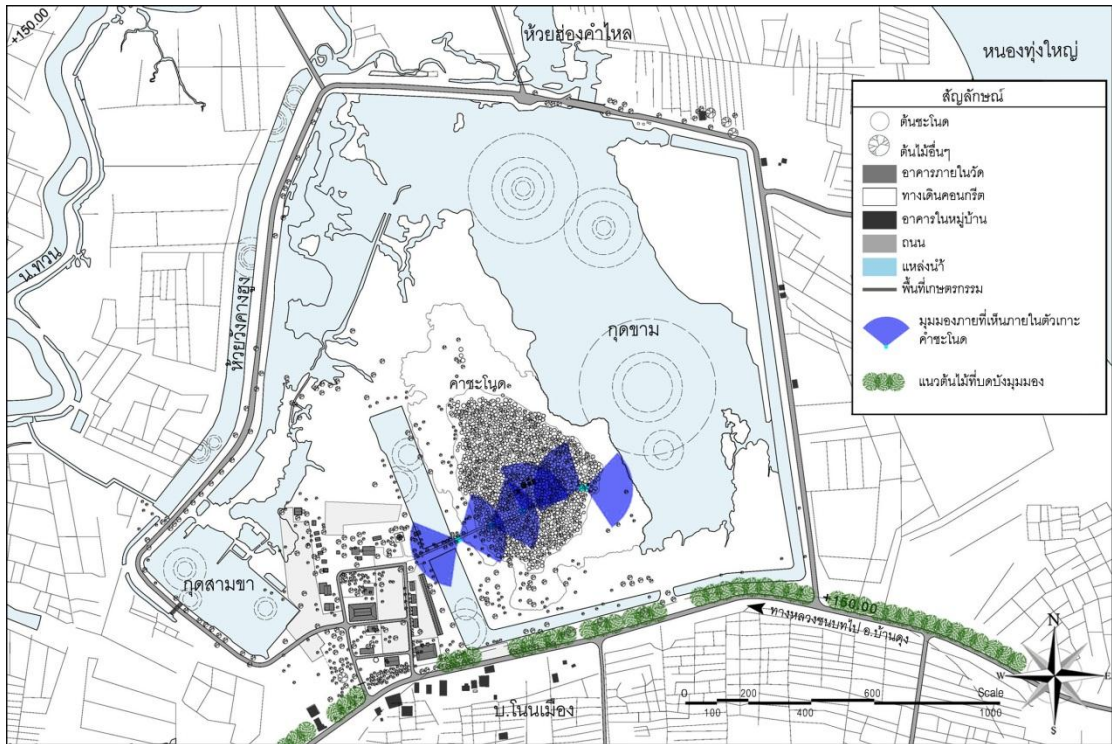 +150.00
ห้วยฮ่องคำไหล
หนองทุ่งใหญ่
สัญลักษณ์
ต้นชะโนด
ต้นไม้อื่นๆ
อาคารภายในวัด
ทางเดินคอนกรีต
อาคารในหมู่บ้าน
ถนน
แหล่งน้ำ
พื้นที่เกษตรกรรม
มุมมองภายที่เห็นภายในตัวเกาะ
คำชะโนด
แนวต้นไม้ที่บดบังมุมมอง
น.ทวน
ห้วยวังคางฮูง
กุดขาม
คำชะโนด
กุดสามขา
+150.00
ทางหลวงชนบทไป อ.บ้านดุง
บ.โนนเมือง
N
W
E
S
0 200 400 600 Scale
100 300 500 1000